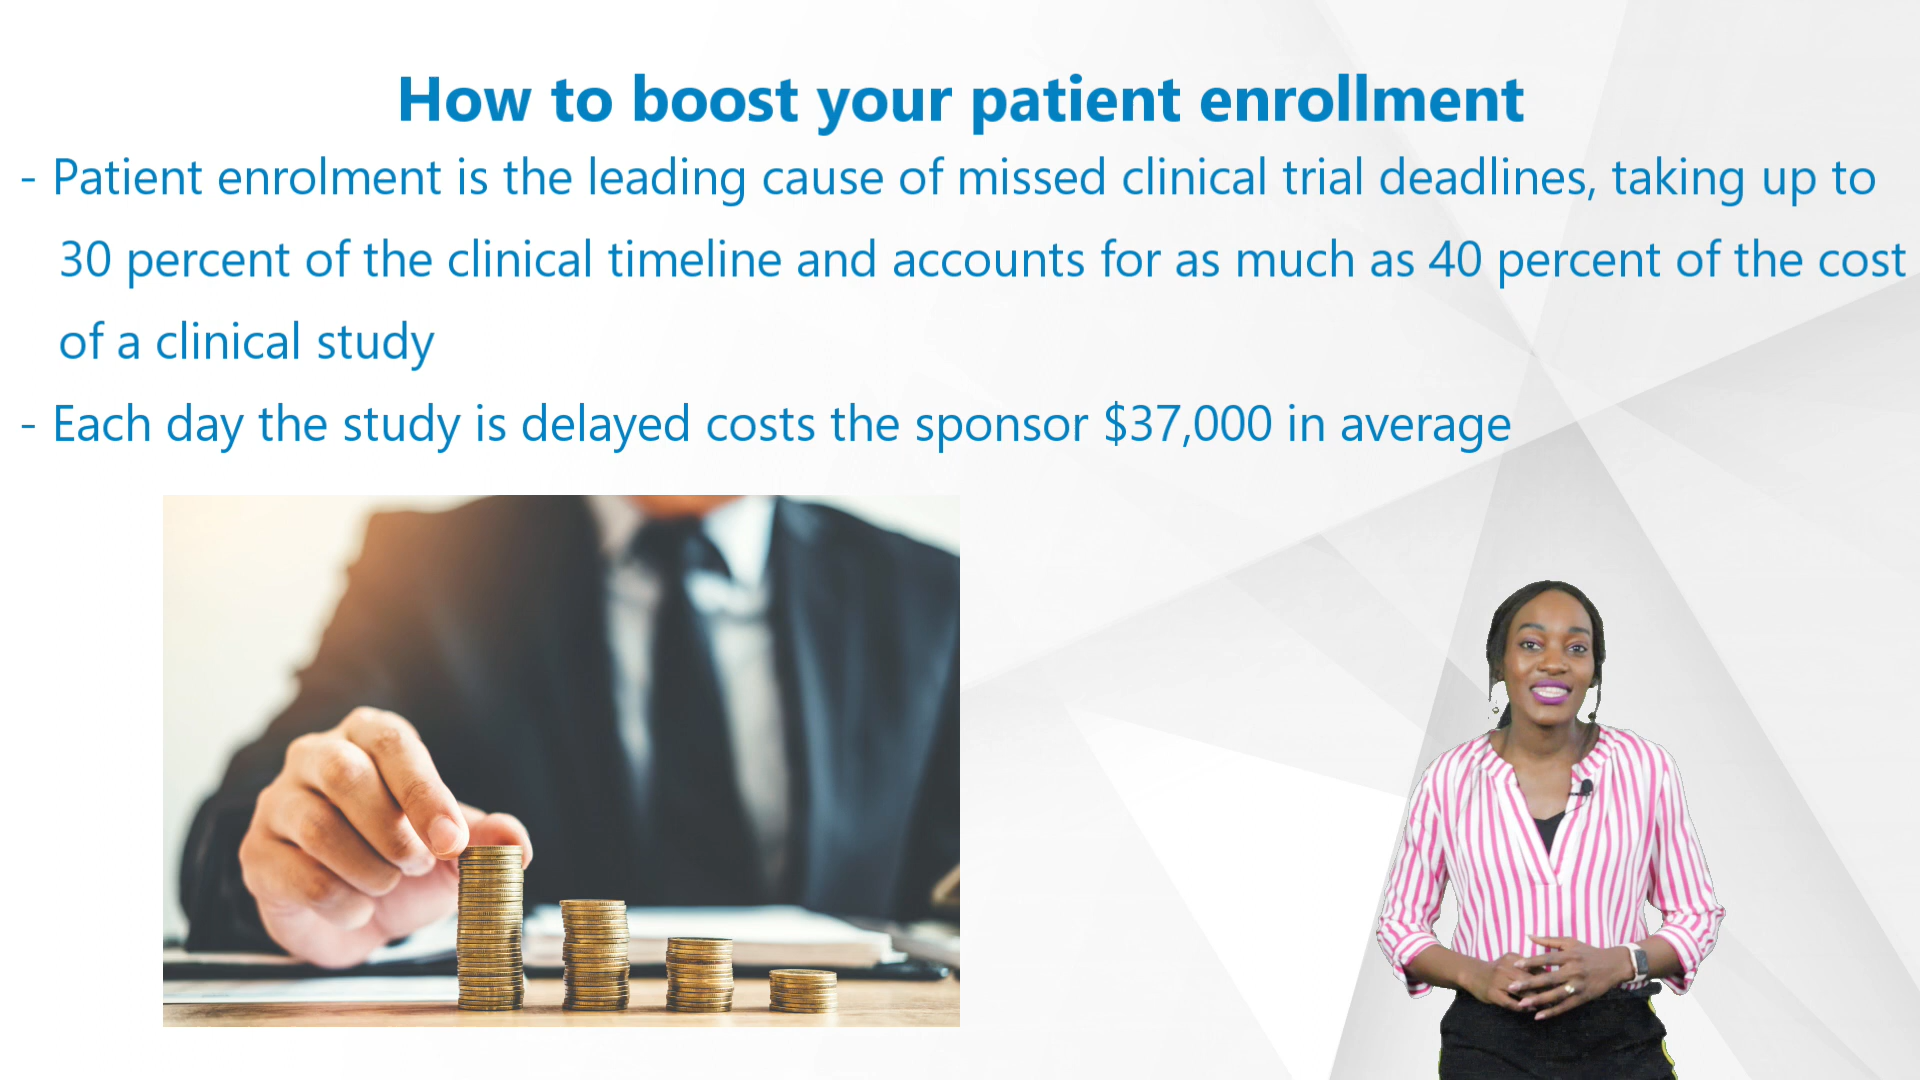 How to boost your patient enrollment
- Patient enrolment is the leading cause of missed clinical trial deadlines, taking up to
30 percent of the clinical timeline and accounts for as much as 40 percent of the cost
of a clinical study
- Each day the study is delayed costs the sponsor $37,000 in average